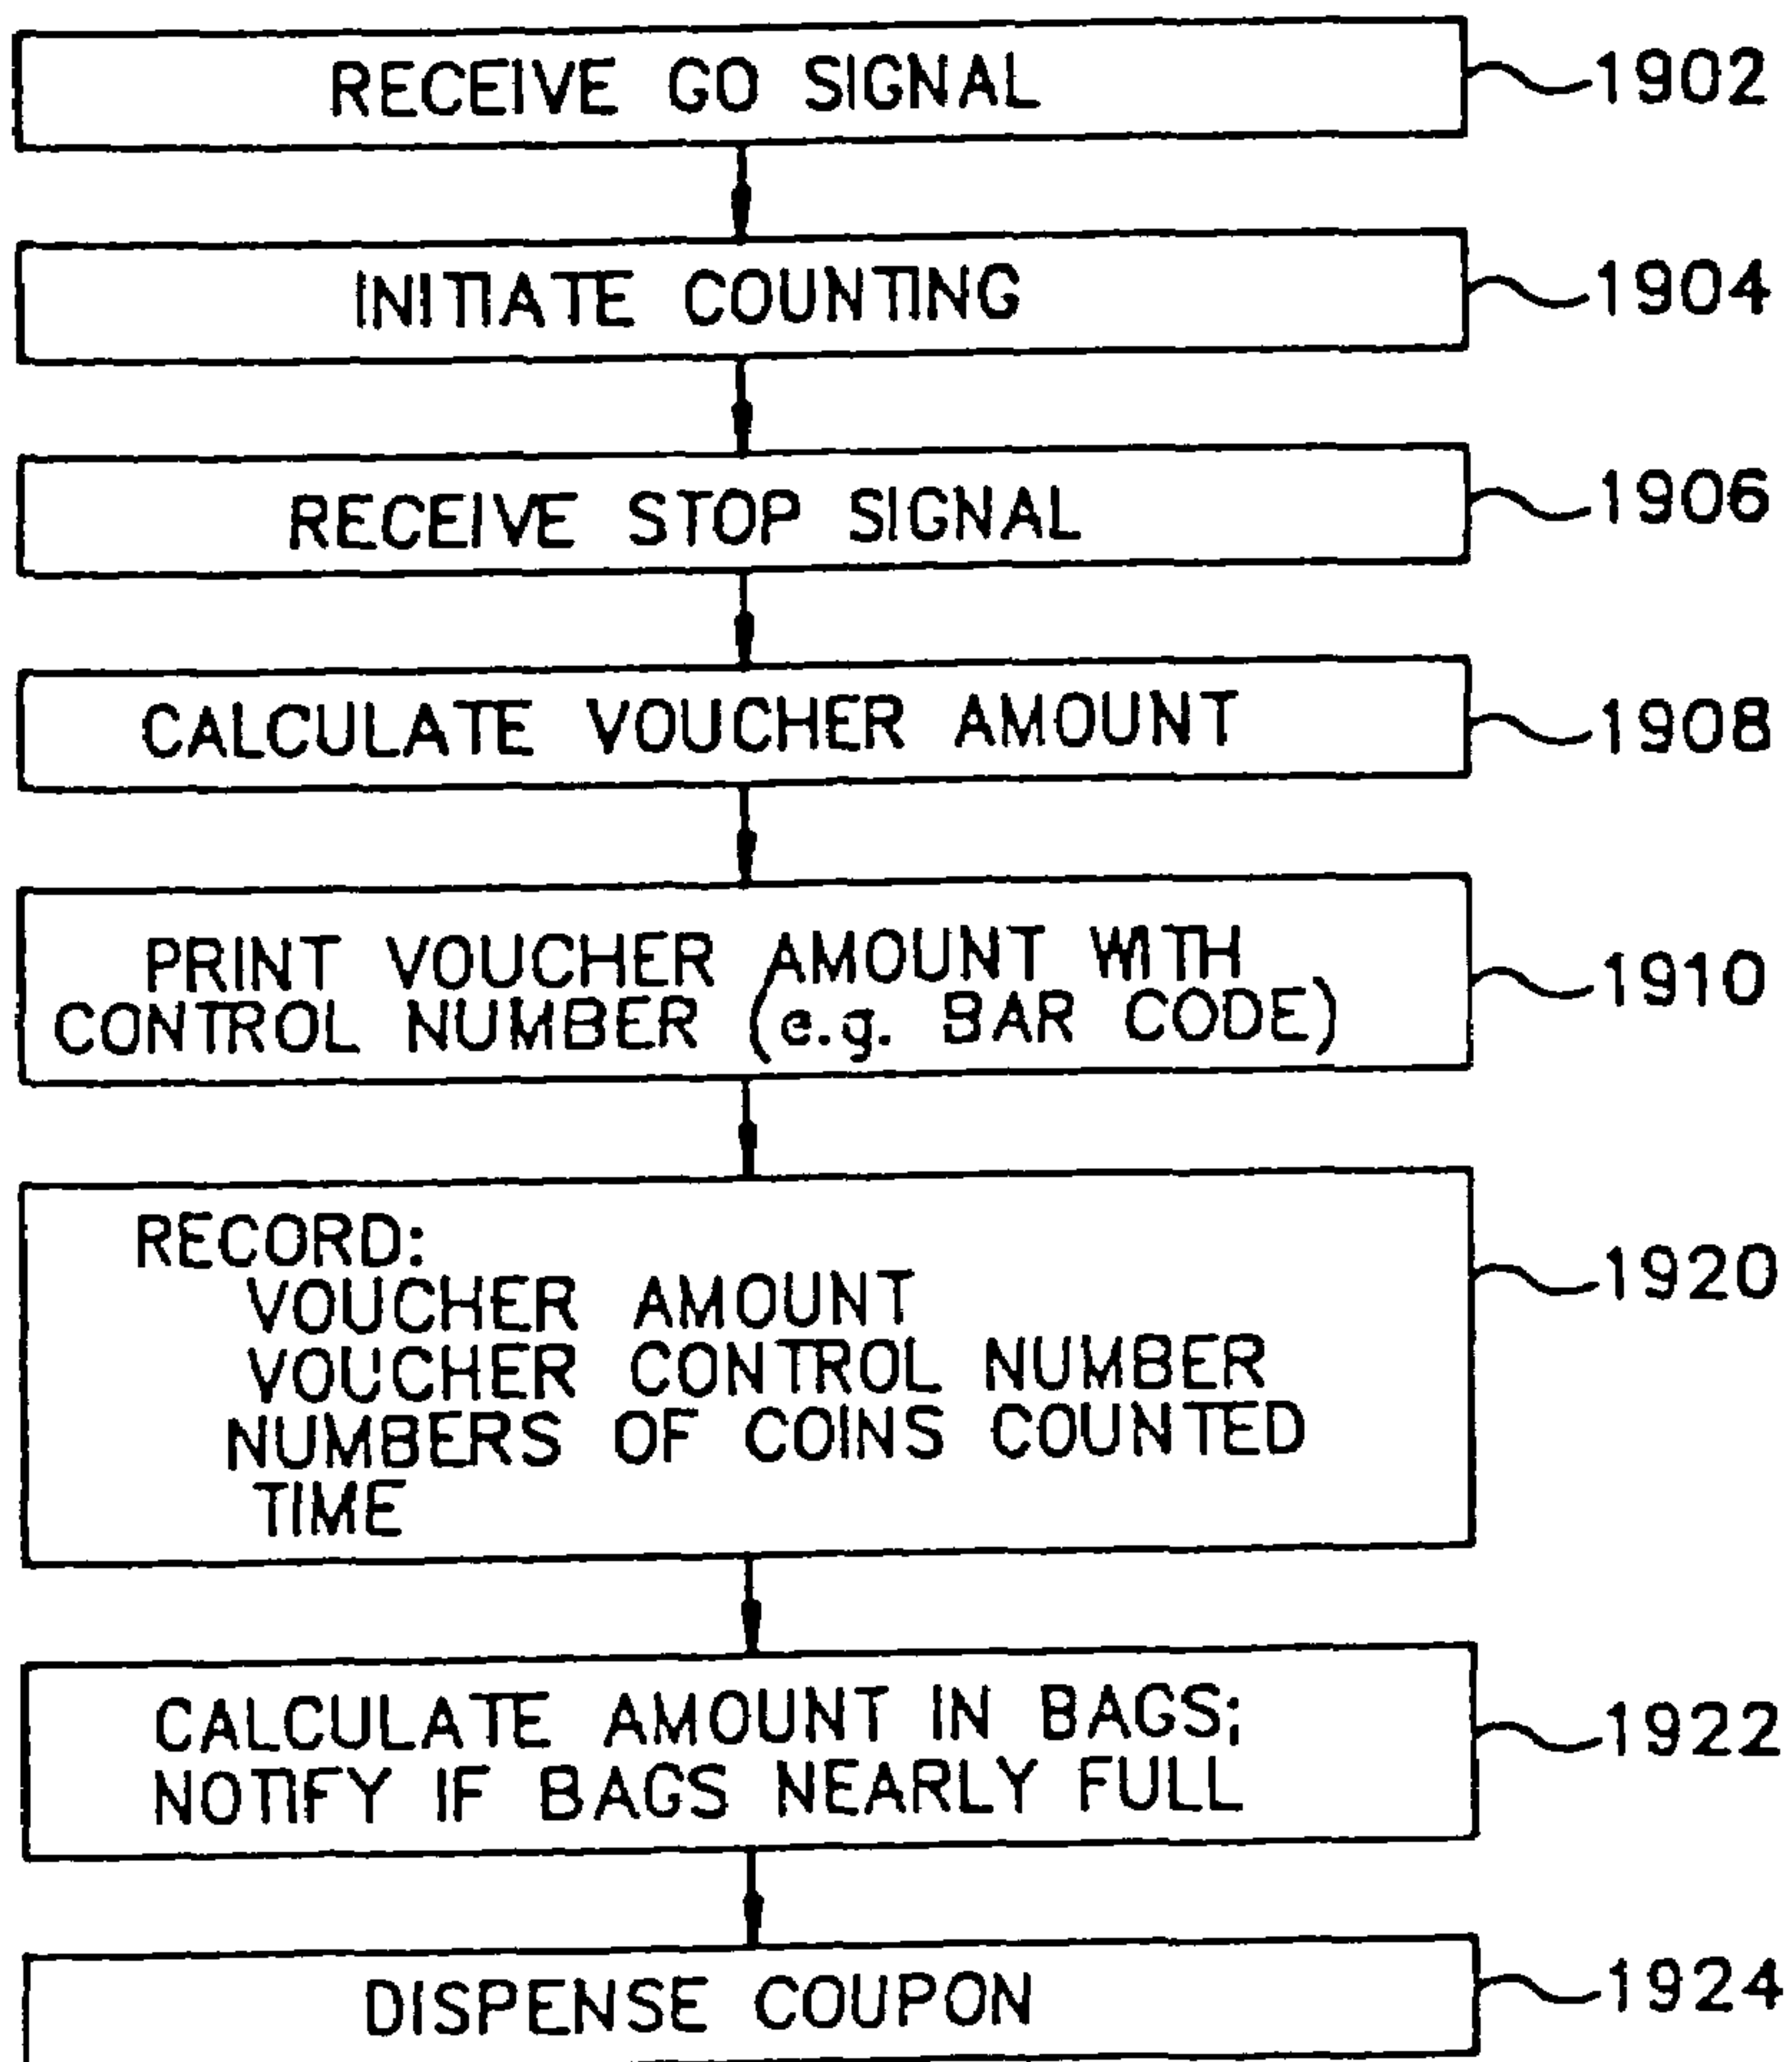 RECEIVE GO SIGNAL
1902
INITIATE COUNTING
1904
RECEIVE STOP SIGNAL
1906
CALCULATE VOUCHER AMOUNT
1908
PRINT VOUCHER AMOUNT WITH
CONTROL NUMBER (e.g. BAR CODE)
1910
RECORD:
VOUCHER AMOUNT
VOUCHER CONTROL NUMBER
NUMBERS OF COINS COUNTED
TIME
1920
CALCULATE AMOUNT IN BAGS;
NOTIFY IF BAGS NEARLY FULL
1922
DISPENSE COUPON
1924